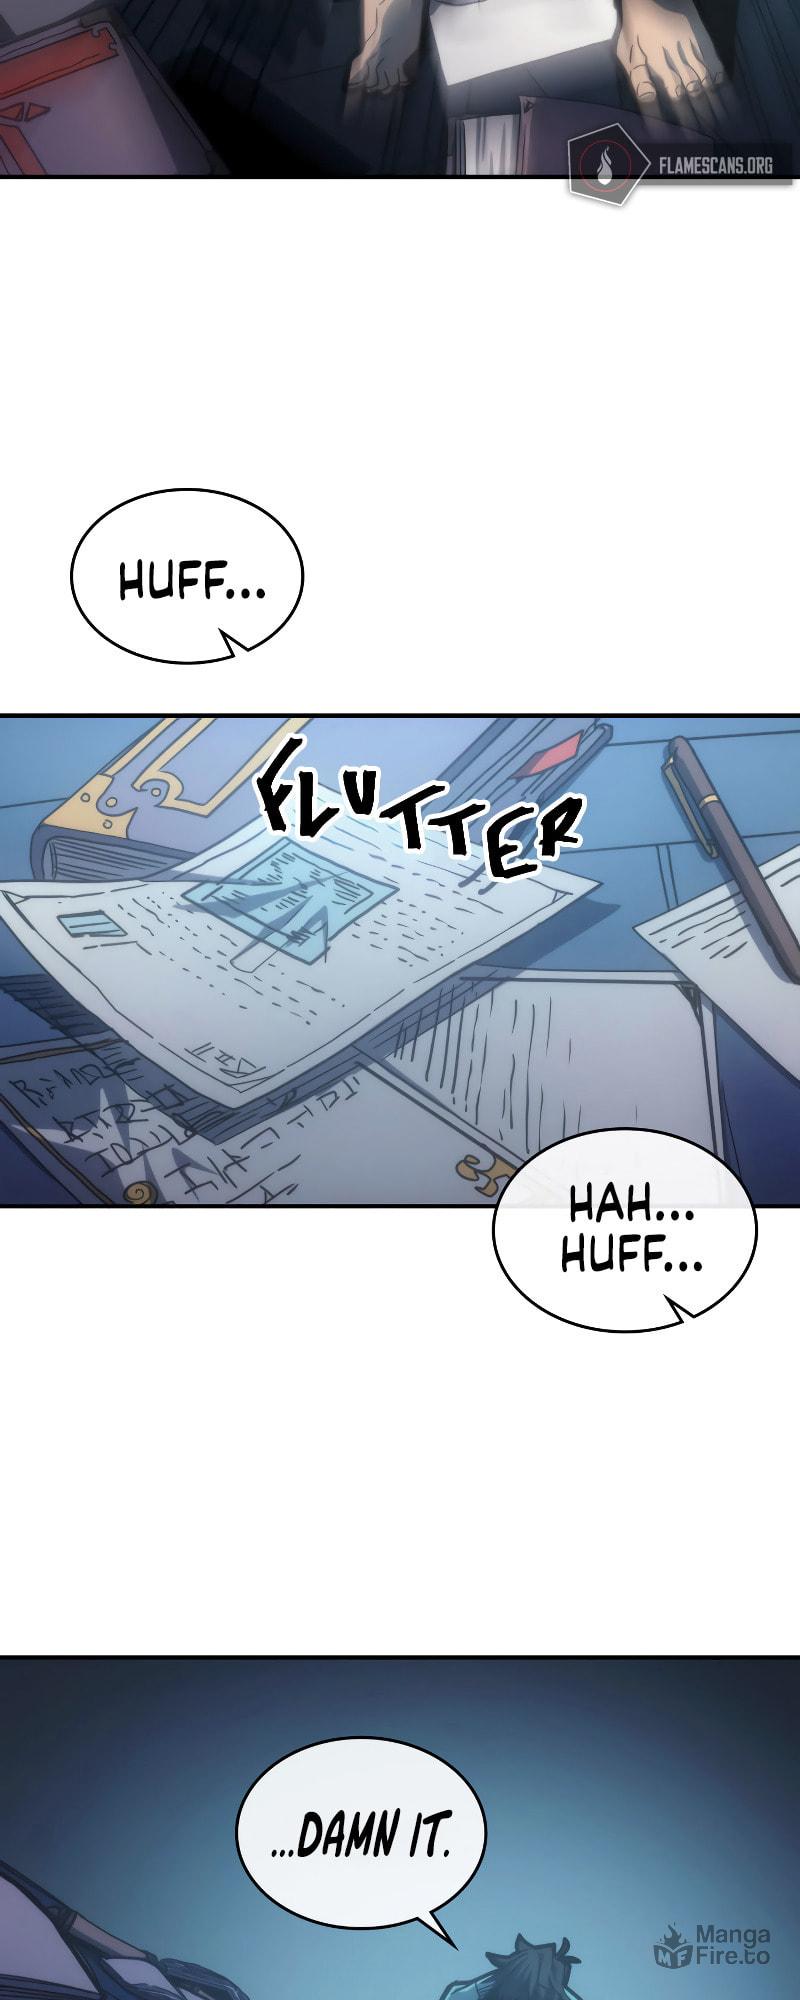 FLAMESCANS.ORG
HUFF...
FLUTTER
HAH...
HUFF...
...DAMN IT.
Manga
Fire.to